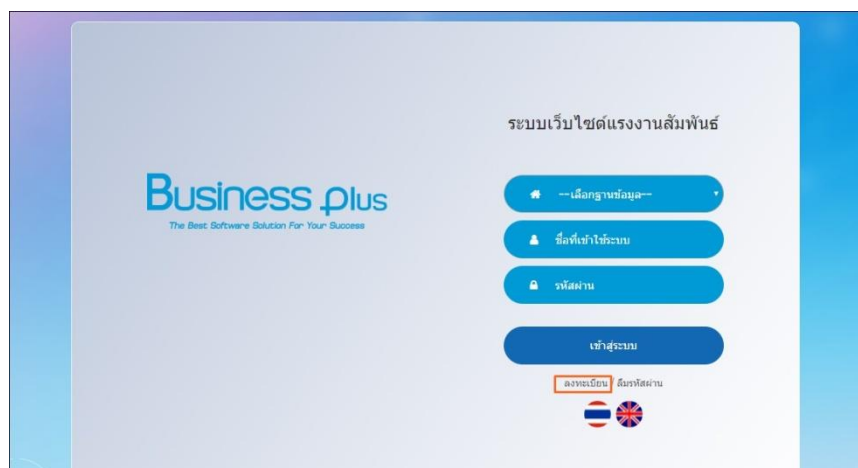 ระบบเว็บไซต์แรงงานสัมพันธ์
Business Plus
The Best Software Solution For Your Success
--เลือกฐานข้อมูล--
ชื่อที่เข้าใช้ระบบ
รหัสผ่าน
เข้าสู่ระบบ
ลงทะเบียน / ลืมรหัสผ่าน